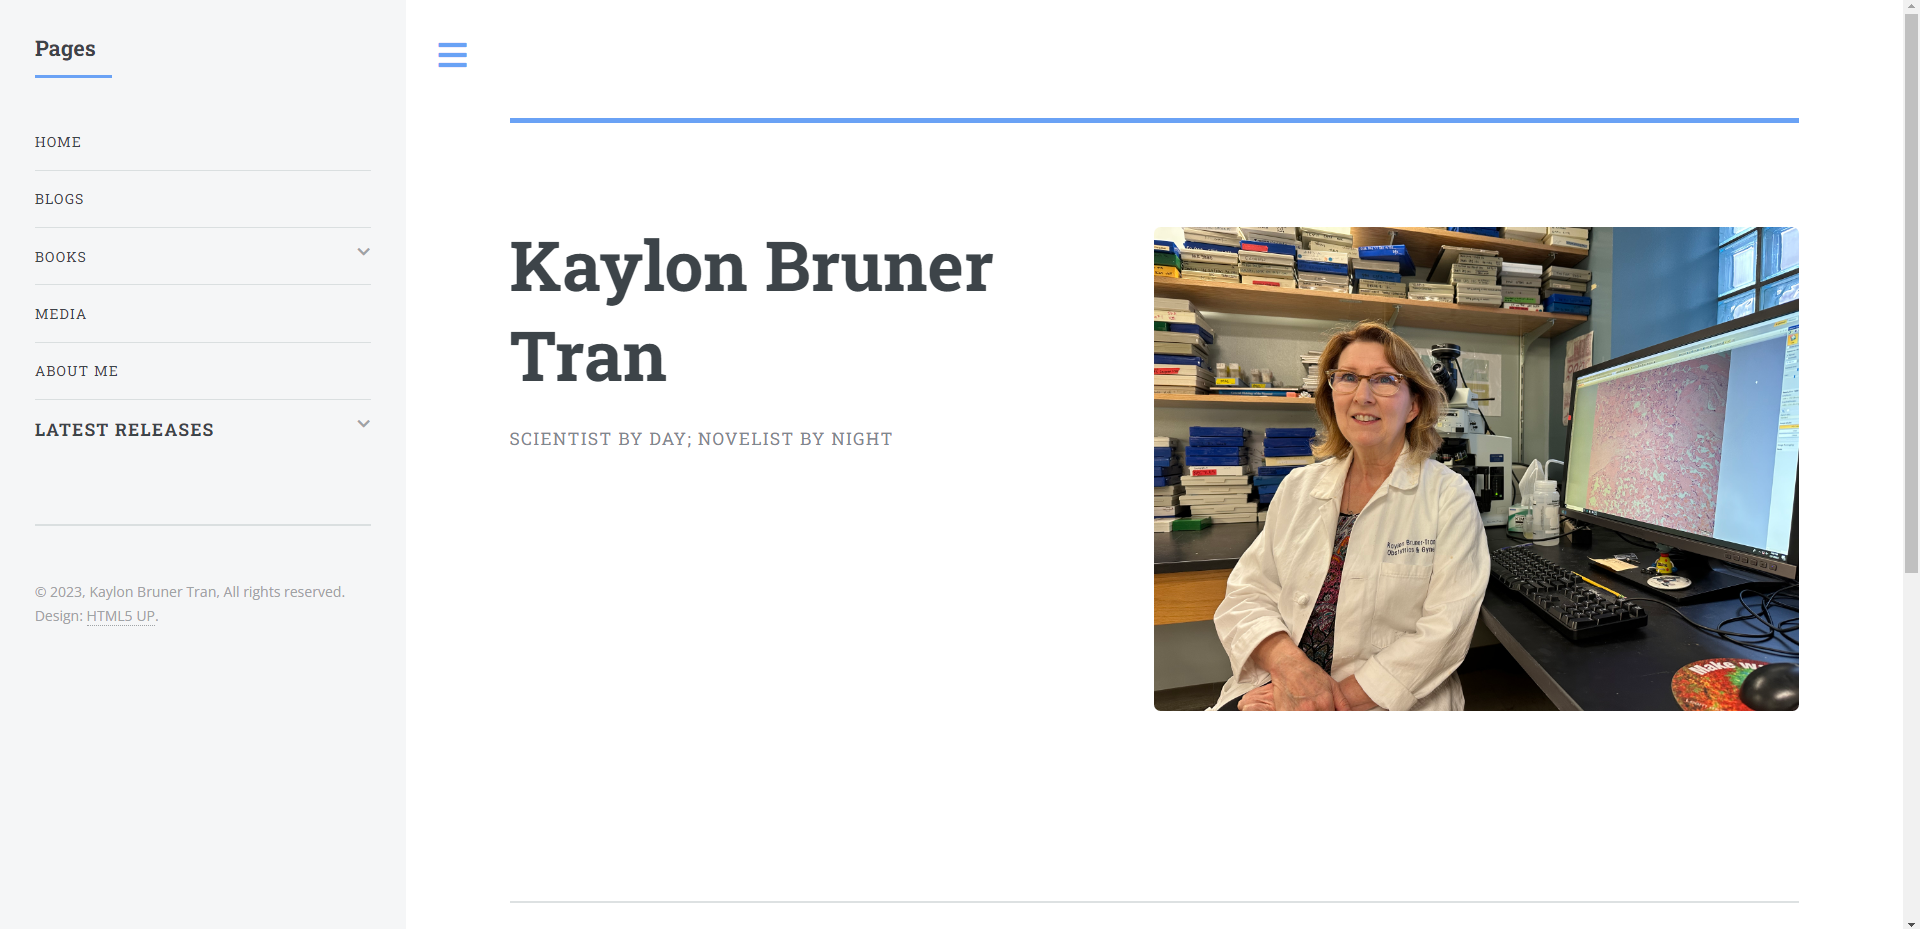 Pages
HOME
BLOGS
BOOKS
MEDIA
ABOUT ME
LATEST RELEASES
© 2023, Kaylon Bruner Tran, All rights reserved.
Design: HTML5 UP.
Kaylon Bruner
Tran
SCIENTIST BY DAY; NOVELIST BY NIGHT
Kaylon Bruner-Tran
Obstetrics & Gyne
Make W